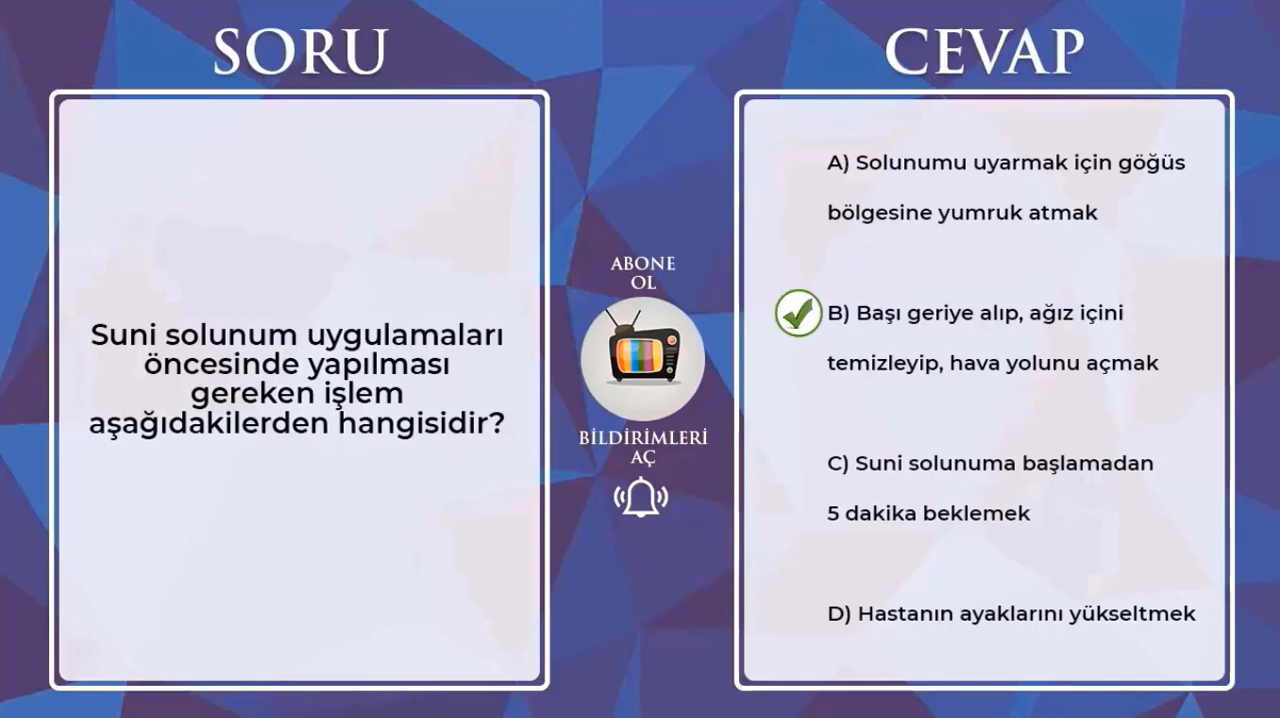 SORU
Suni solunum uygulamaları
öncesinde yapılması
gereken işlem
aşağıdakilerden hangisidir?
ABONE
OL
BİLDİRİMLERİ
AÇ
CEVAP
A) Solunumu uyarmak için göğüs
bölgesine yumruk atmak
B) Başı geriye alıp, ağız içini
temizleyip, hava yolunu açmak
C) Suni solunuma başlamadan
5 dakika beklemek
D) Hastanın ayaklarını yükseltmek